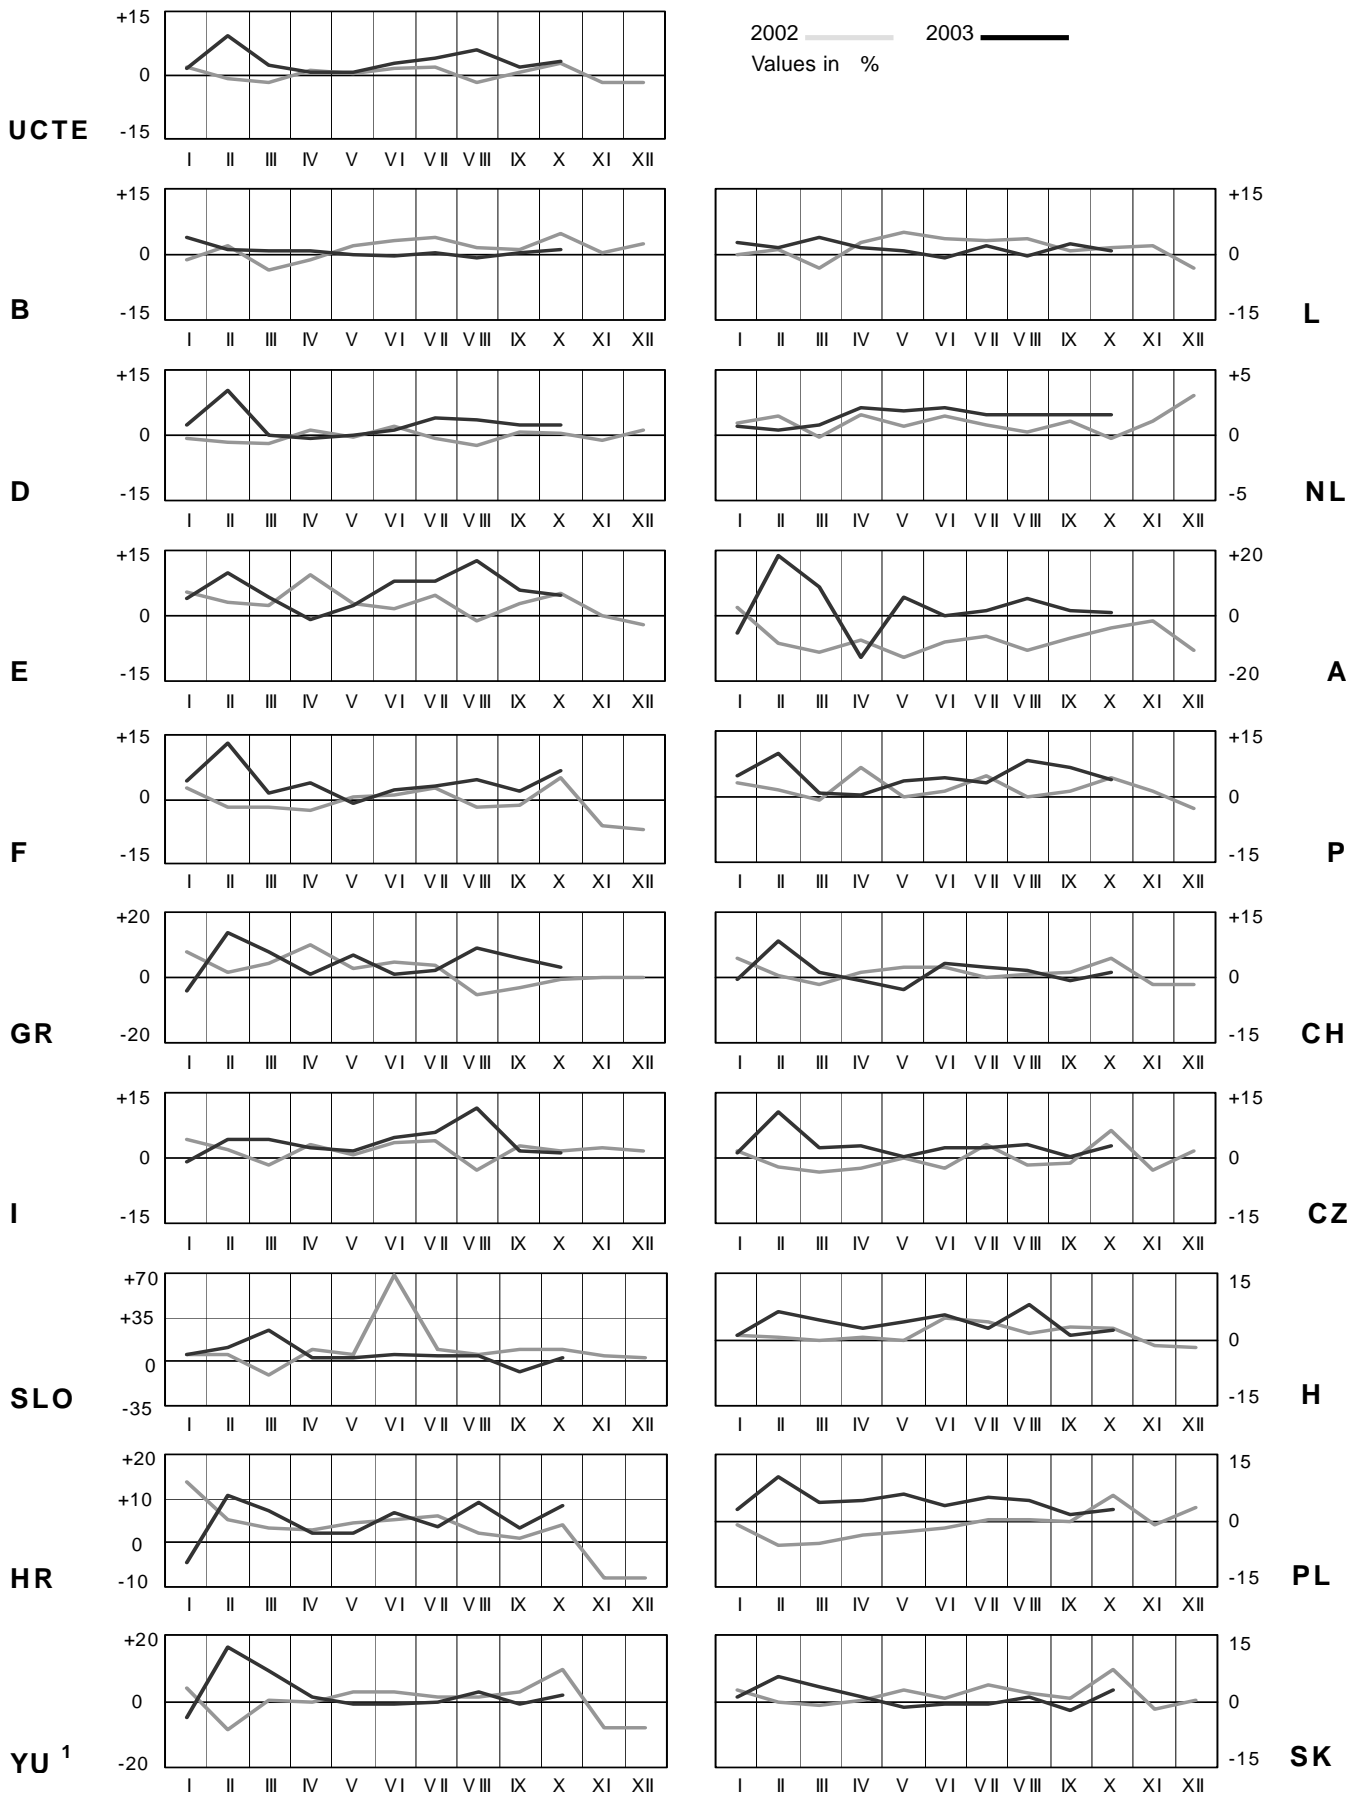 2002 2003
Values in %
+15
0
UCTE -15
I II III IV V VI VII VIII IX X XI XII
+15
0
B -15
I II III IV V VI VII VIII IX X XI XII
+15
0
-15 L
I II III IV V VI VII VIII IX X XI XII
+15
0
D -15
I II III IV V VI VII VIII IX X XI XII
+5
0
-5 NL
I II III IV V VI VII VIII IX X XI XII
+15
0
E -15
I II III IV V VI VII VIII IX X XI XII
+20
0
-20 A
I II III IV V VI VII VIII IX X XI XII
+15
0
F -15
I II III IV V VI VII VIII IX X XI XII
+15
0
-15 P
I II III IV V VI VII VIII IX X XI XII
+20
0
GR -20
I II III IV V VI VII VIII IX X XI XII
+15
0
-15 CH
I II III IV V VI VII VIII IX X XI XII
+15
0
I -15
I II III IV V VI VII VIII IX X XI XII
+15
0
-15 CZ
I II III IV V VI VII VIII IX X XI XII
+70
+35
0
SLO -35
I II III IV V VI VII VIII IX X XI XII
15
0
-15 H
I II III IV V VI VII VIII IX X XI XII
+20
+10
0
HR -10
I II III IV V VI VII VIII IX X XI XII
15
0
-15 PL
I II III IV V VI VII VIII IX X XI XII
+20
0
YU 1 -20
I II III IV V VI VII VIII IX X XI XII
15
0
-15 SK
I II III IV V VI VII VIII IX X XI XII